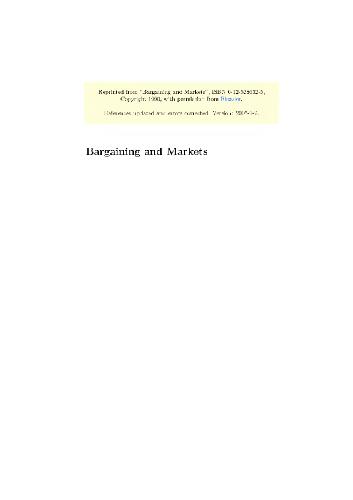 Reprinted from "Bargaining and Markets", ISBN 0-12-528632-5,
Copyright 1990, with permission from Elsevier.
References updated and errors corrected. Version:
Bargaining and Markets